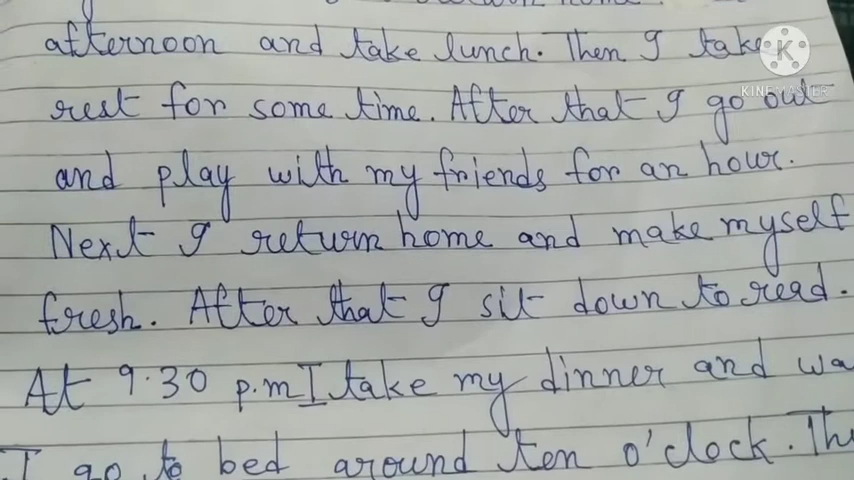 afternoon and take lunch. Then I take
rest for some time. After that I go out
and play with my friends for an hour.
Next I return home and make myself
fresh. After that I sit down to read.
At 9.30 p.m I take my dinner and wa
I go to bed around ten o'clock. Th
KINEMASTER